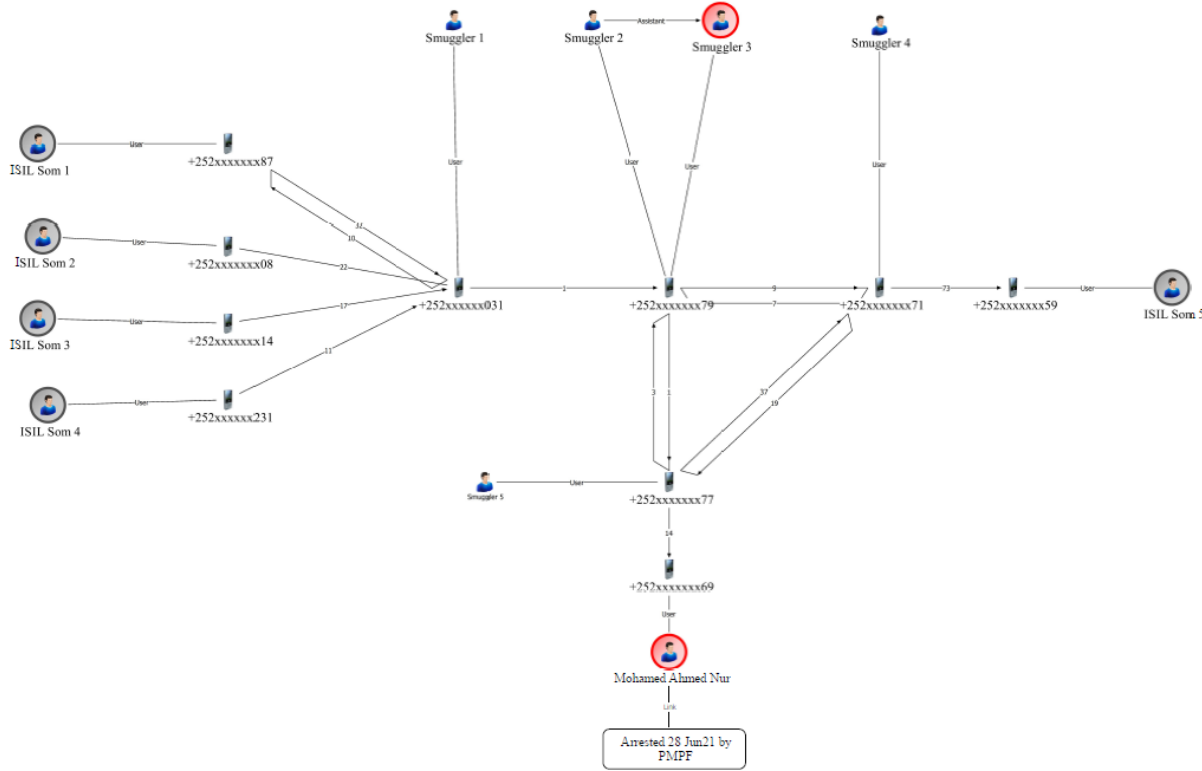 Smuggler 1
Smuggler 2
Assistant
Smuggler 3
Smuggler 4
ISIL Som 1
User
+252xxxxxxx87
User
User
User
User
32
10
ISIL Som 2
User
+252xxxxxxx08
22
ISIL Som 3
User
+252xxxxxxx14
17
+252xxxxxxx031
1
+252xxxxxxx79
9
7
+252xxxxxxx71
73
+252xxxxxxx59
User
ISIL Som 5
ISIL Som 4
User
+252xxxxxx231
11
3
1
37
19
Smuggler 5
User
+252xxxxxxx77
14
+252xxxxxxx69
User
Mohamed Ahmed Nur
Link
Arrested 28 Jun21 by
PMPF